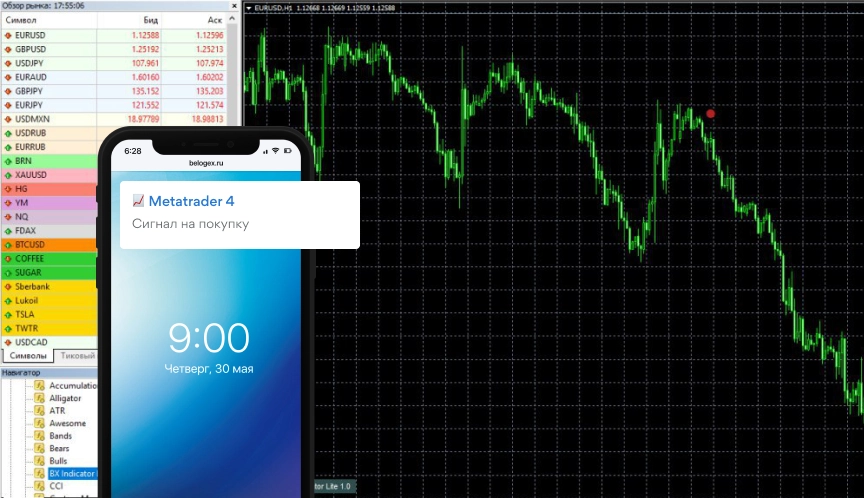 Обзор рынка: 17:55:06
Символ Бид Аск
EURUSD 1.12588 1.12596
GBPUSD 1.25192 1.25213
USDJPY 107.961 107.974
EURAUD 1.60160 1.60202
GBPJPY 135.152 135.203
EURJPY 121.552 121.574
USDMXN 18.97789 18.98813
USDRUB
EURRUB
BRN
XAUUSD
HG
YM
NQ
FDAX
BTCUSD
COFFEE
SUGAR
Sberbank
Lukoil
TSLA
TWTR
USDCAD
Символы Тиковый
Навигатор
Accumulatio
Alligator
ATR
Awesome
Bands
Bears
Bulls
BX Indicator
CCI
EURUSD,H1 1.12668 1.12669 1.12559 1.12588
6:28
belogex.ru
Metatrader 4
Сигнал на покупку
9:00
Четверг, 30 мая
tor Lite 1.0